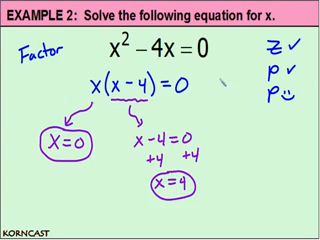 EXAMPLE 2: Solve the following equation for x.
Factor
x² − 4x = 0
x(x − 4) = 0
x = 0
x − 4 = 0
+4 +4
x = 4
Z ✓
P ✓
P ☺
KORNCAST